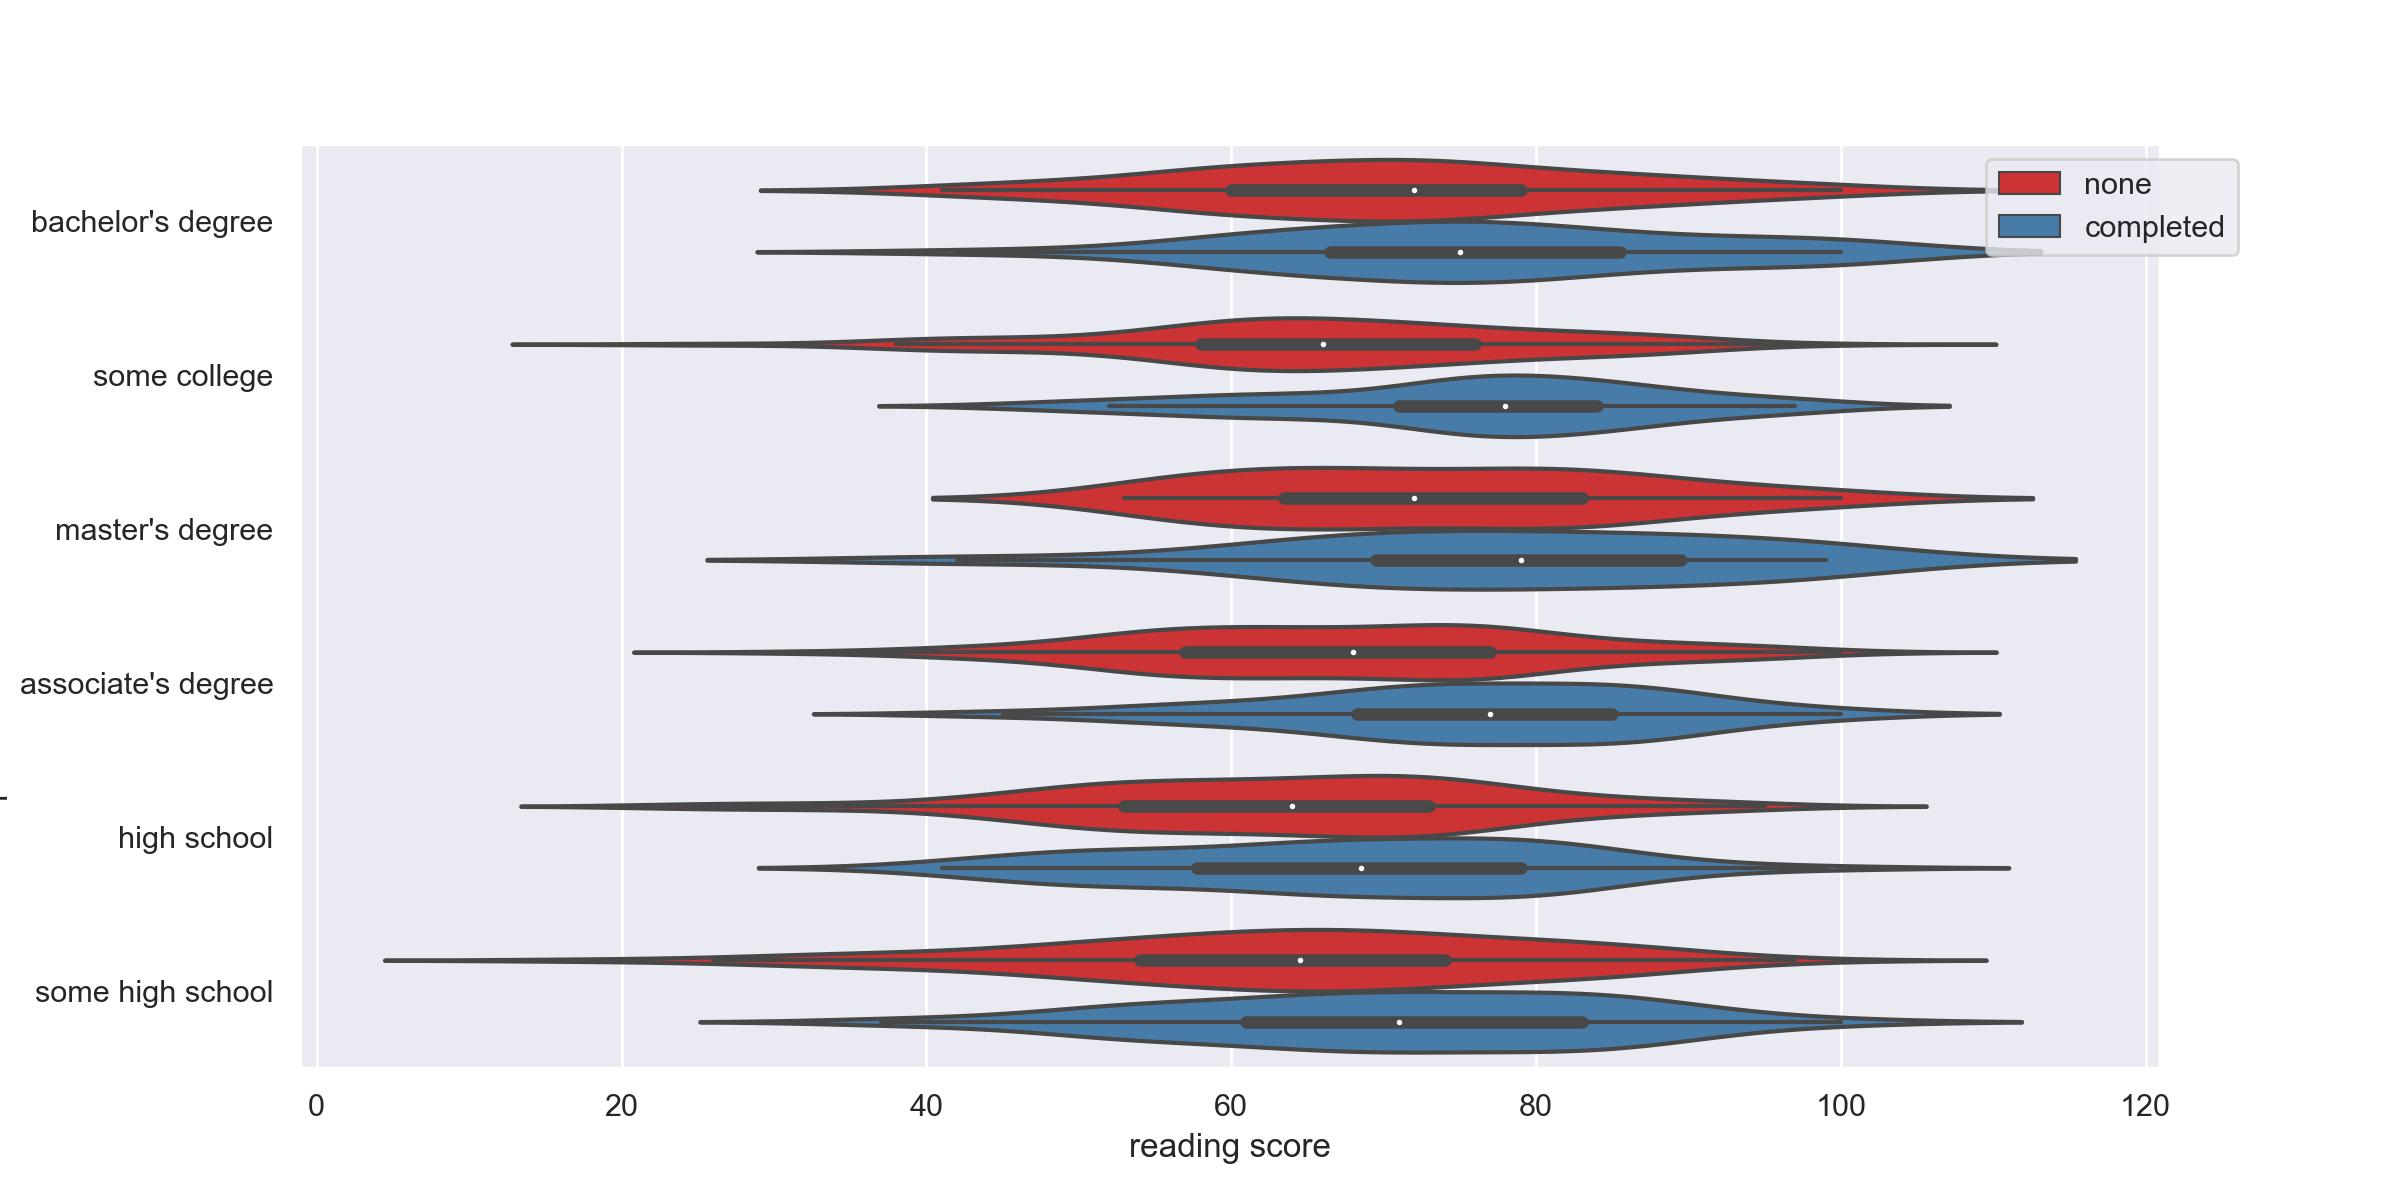 none
completed
bachelor's degree
some college
master's degree
associate's degree
high school
some high school
0 20 40 60 80 100 120
reading score